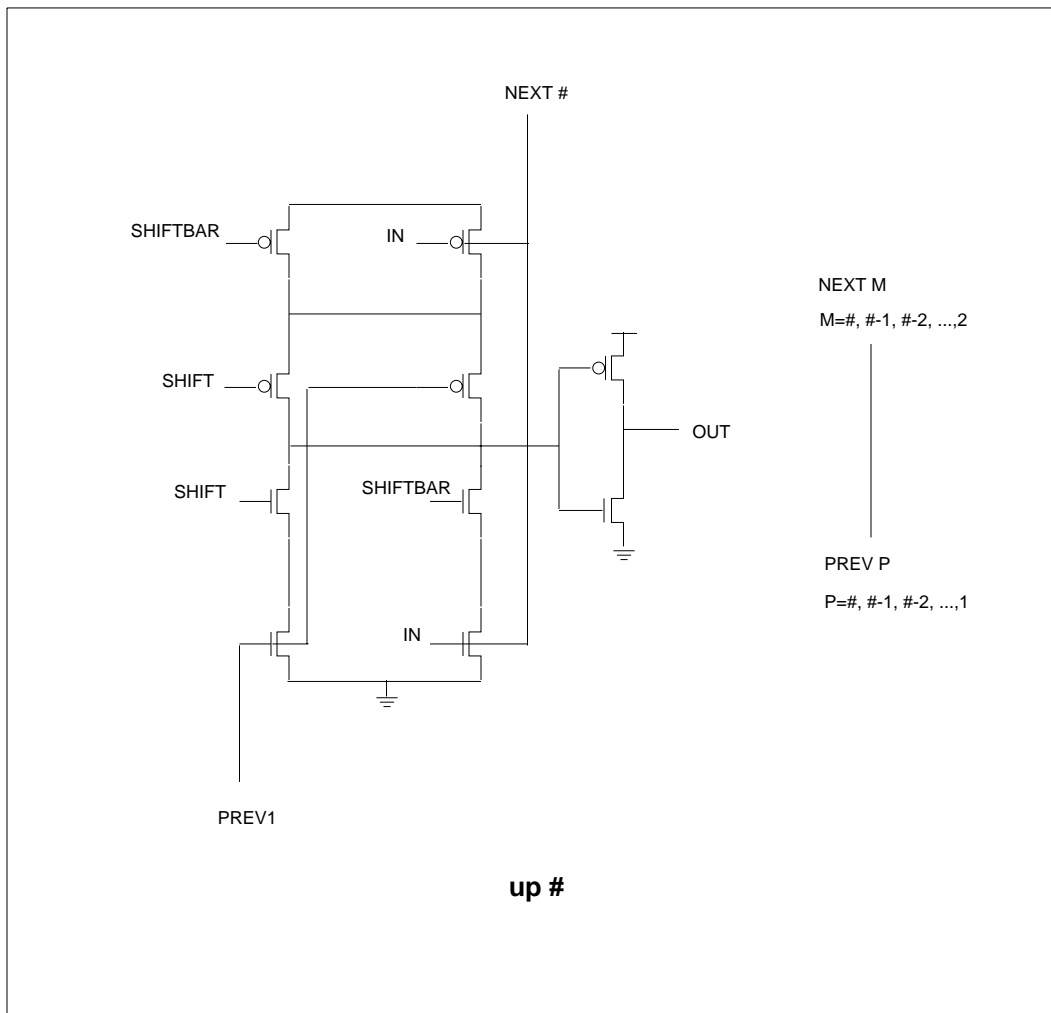 NEXT #
SHIFTBAR
IN
NEXT M
M=#, #-1, #-2, ...,2
SHIFT
OUT
SHIFT
SHIFTBAR
PREV P
P=#, #-1, #-2, ...,1
IN
PREV1
up #